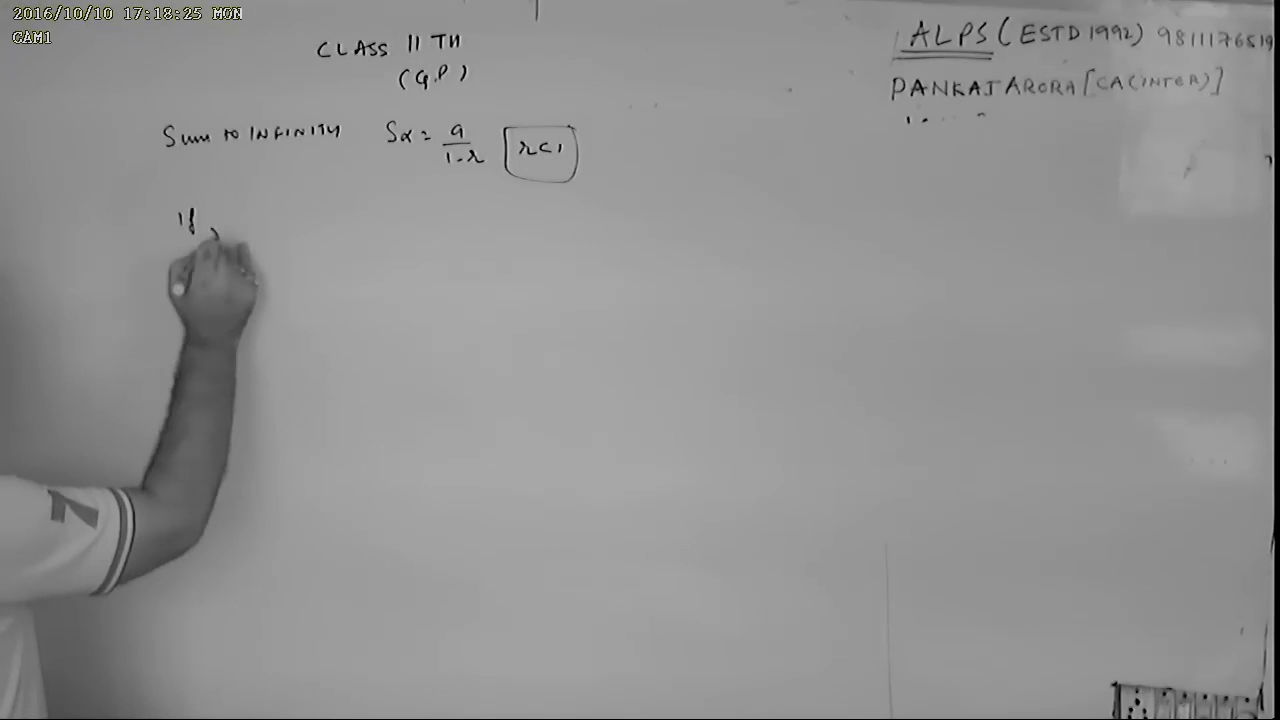 2016/10/10 17:18:25 MON
CAM1
CLASS 11 TH
(G.P)
ALPS (ESTD 1992) 9811176519
PANKAJ ARORA [CA(INTER)]
Sum to INFINITY Sα = a/1-r r<1
If